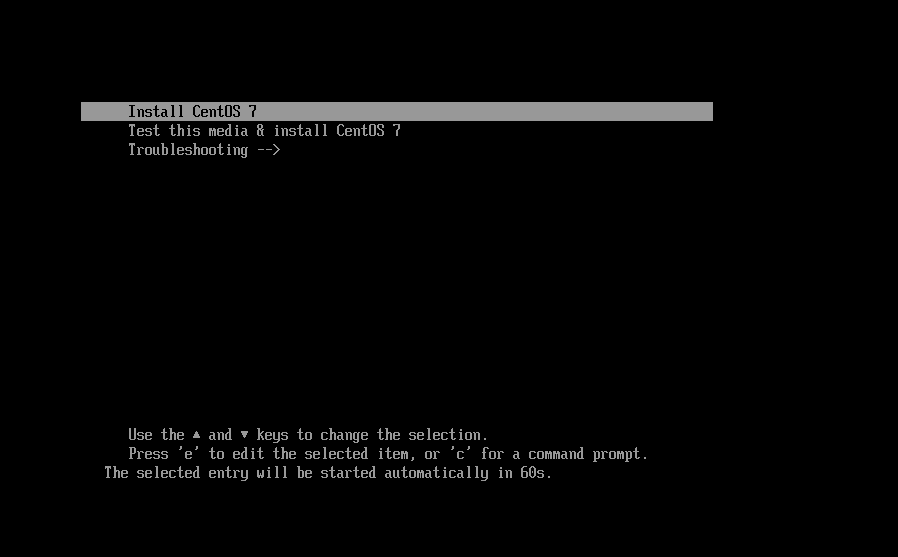 Install CentOS 7
Test this media & install CentOS 7
Troubleshooting -->
Use the ▲ and ▼ keys to change the selection.
Press 'e' to edit the selected item, or 'c' for a command prompt.
The selected entry will be started automatically in 60s.